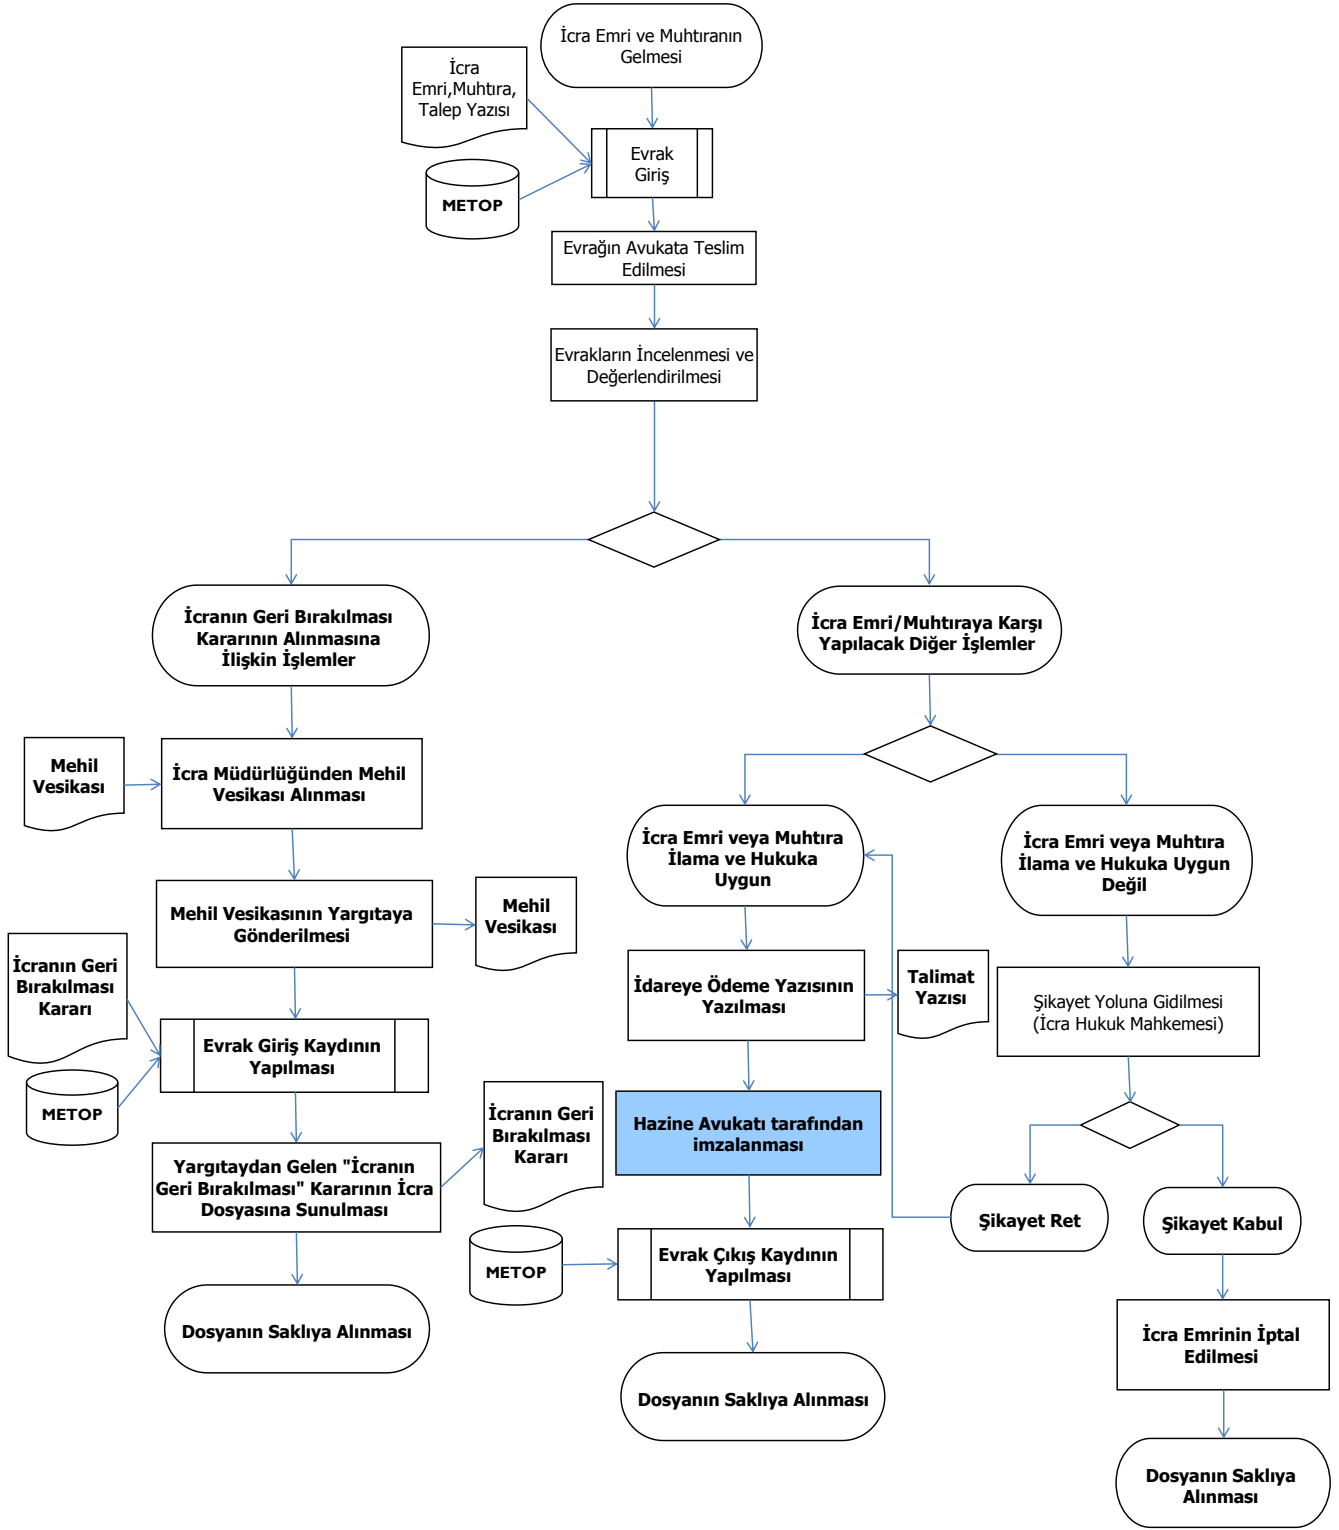 İcra Emri ve Muhtıranın
Gelmesi
İcra
Emri,Muhtıra,
Talep Yazısı
Evrak
Giriş
METOP
Evrağın Avukata Teslim
Edilmesi
Evrakların İncelenmesi ve
Değerlendirilmesi
İcranın Geri Bırakılması
Kararının Alınmasına
İlişkin İşlemler
İcra Emri/Muhtıraya Karşı
Yapılacak Diğer İşlemler
Mehil
Vesikası
İcra Müdürlüğünden Mehil
Vesikası Alınması
İcra Emri veya Muhtıra
İlama ve Hukuka
Uygun
İcra Emri veya Muhtıra
İlama ve Hukuka Uygun
Değil
Mehil Vesikasının Yargıtaya
Gönderilmesi
Mehil
Vesikası
İcranın Geri
Bırakılması
Kararı
İdareye Ödeme Yazısının
Yazılması
Talimat
Yazısı
Şikayet Yoluna Gidilmesi
(İcra Hukuk Mahkemesi)
Evrak Giriş Kaydının
Yapılması
METOP
İcranın Geri
Bırakılması
Kararı
Hazine Avukatı tarafından
imzalanması
Yargıtaydan Gelen "İcranın
Geri Bırakılması" Kararının İcra
Dosyasına Sunulması
Şikayet Ret
Şikayet Kabul
METOP
Evrak Çıkış Kaydının
Yapılması
Dosyanın Saklıya Alınması
İcra Emrinin İptal
Edilmesi
Dosyanın Saklıya Alınması
Dosyanın Saklıya
Alınması